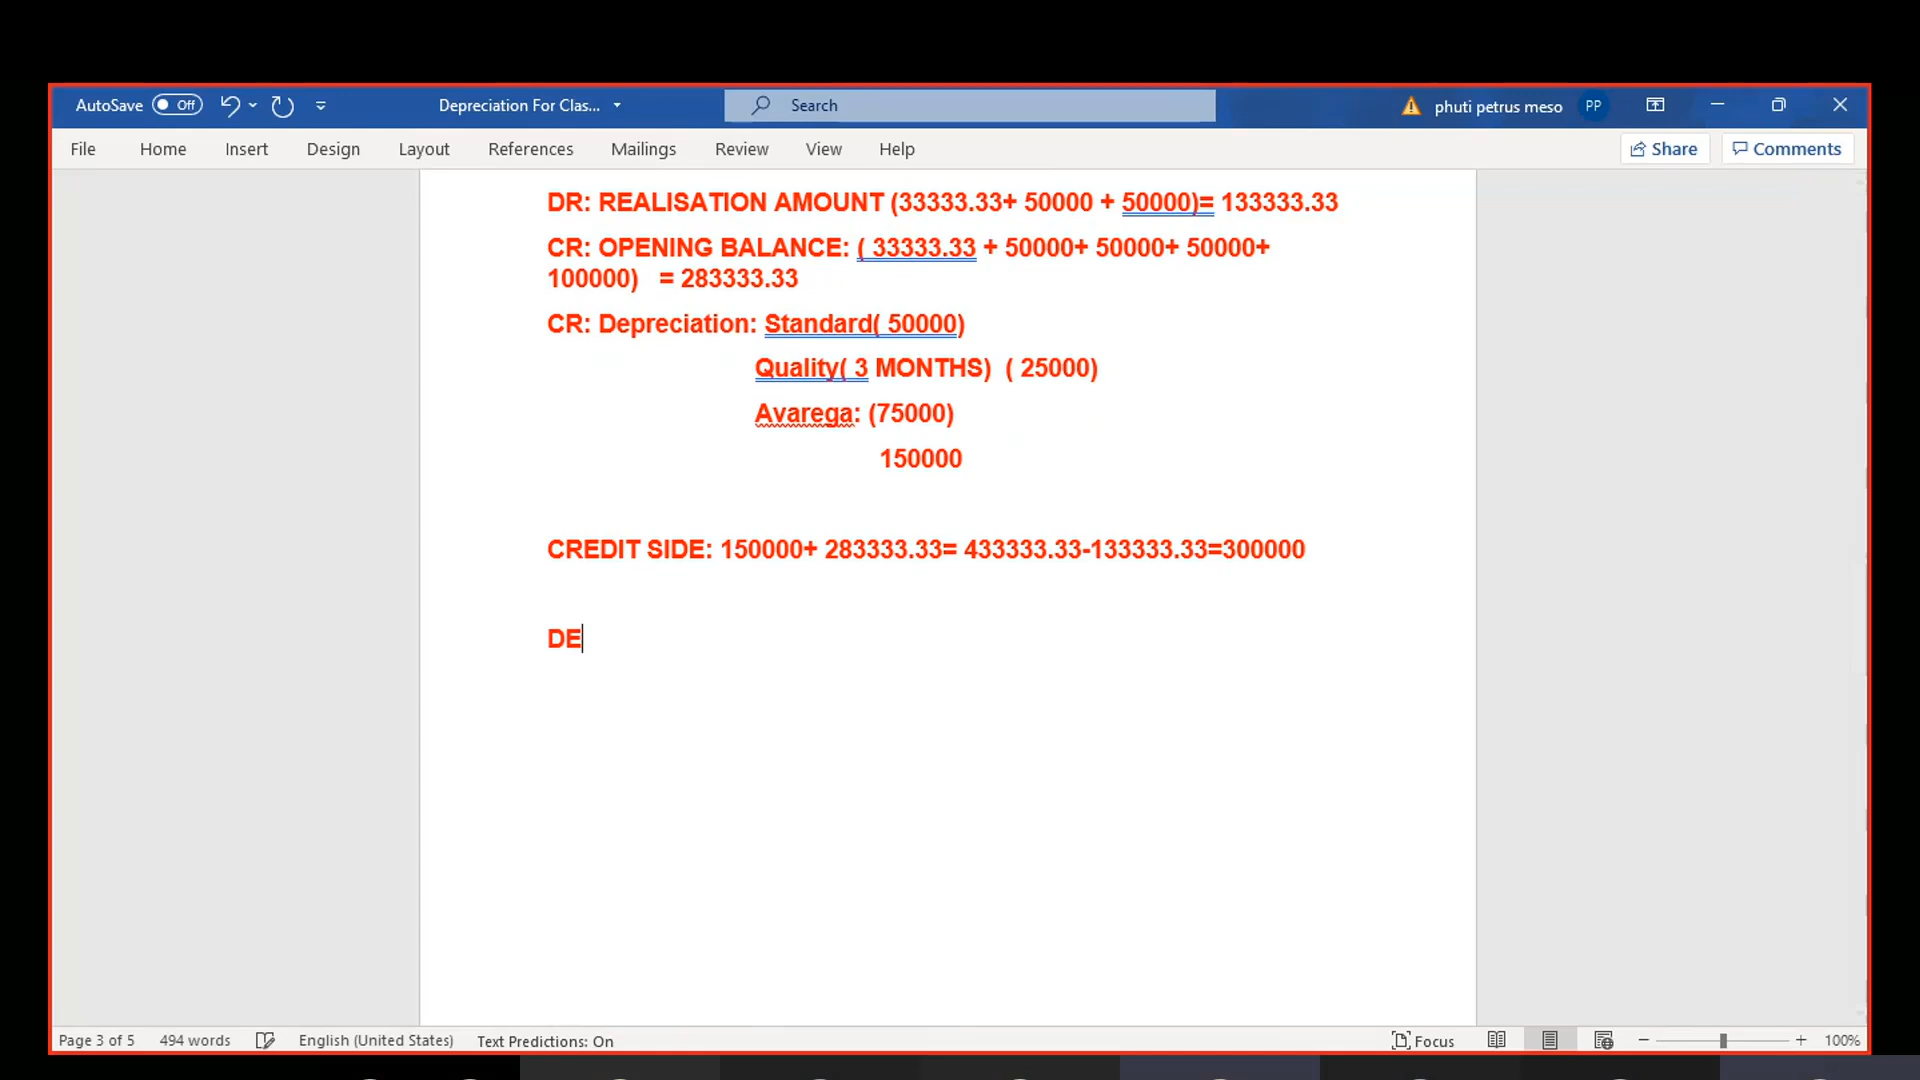 AutoSave Off Depreciation For Clas... Search phuti petrus meso PP
File Home Insert Design Layout References Mailings Review View Help Share Comments
DR: REALISATION AMOUNT (33333.33+ 50000 + 50000)= 133333.33
CR: OPENING BALANCE: ( 33333.33 + 50000+ 50000+ 50000+
100000) = 283333.33
CR: Depreciation: Standard( 50000)
Quality( 3 MONTHS) ( 25000)
Avarega: (75000)
150000
CREDIT SIDE: 150000+ 283333.33= 433333.33-133333.33=300000
DE
Page 3 of 5 494 words English (United States) Text Predictions: On Focus 100%